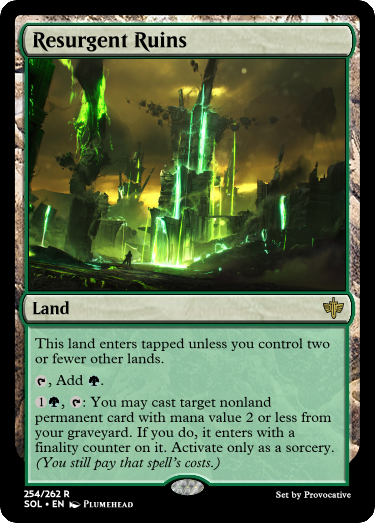 Resurgent Ruins
Land
This land enters tapped unless you control two
or fewer other lands.
, Add .
1 , : You may cast target nonland
permanent card with mana value 2 or less from
your graveyard. If you do, it enters with a
finality counter on it. Activate only as a sorcery.
(You still pay that spell's costs.)
254/262 R
SOL • EN Plumehead
Set by Provocative